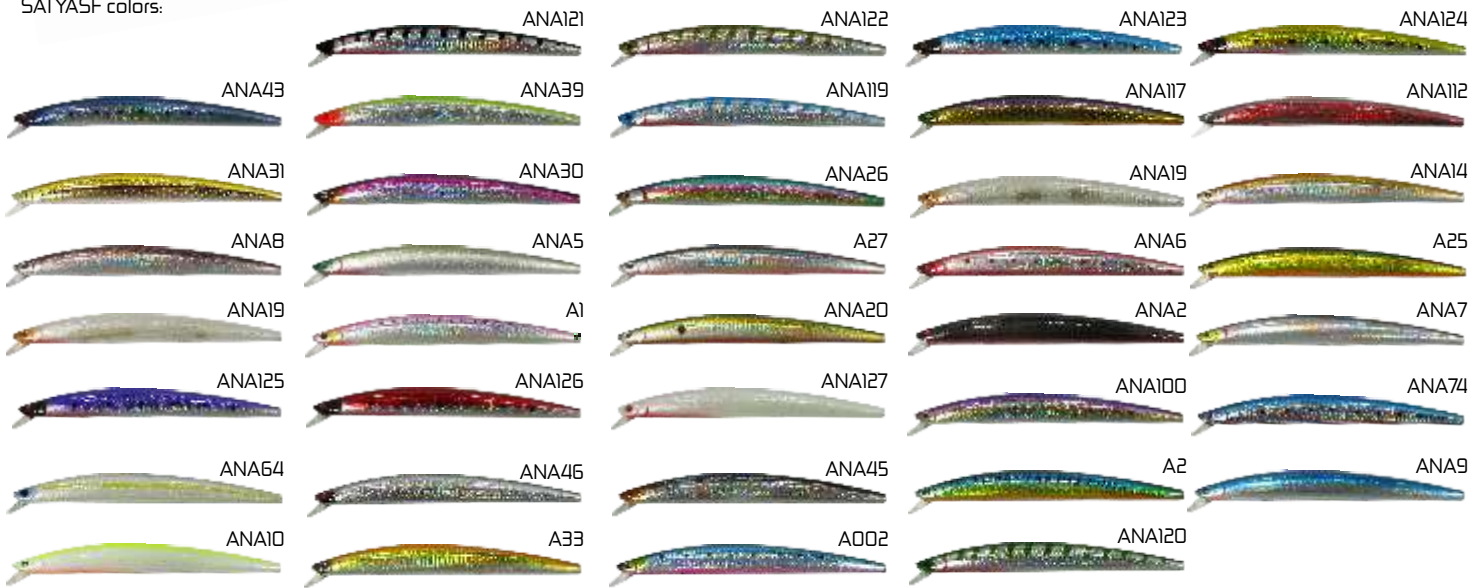 SATYASF colors:
ANA121 ANA122 ANA123 ANA124
ANA43 ANA39 ANA119 ANA117 ANA112
ANA31 ANA30 ANA26 ANA19 ANA14
ANA8 ANA5 A27 ANA6 A25
ANA19 A1 ANA20 ANA2 ANA7
ANA125 ANA126 ANA127 ANA100 ANA74
ANA64 ANA46 ANA45 A2 ANA9
ANA10 A33 A002 ANA120